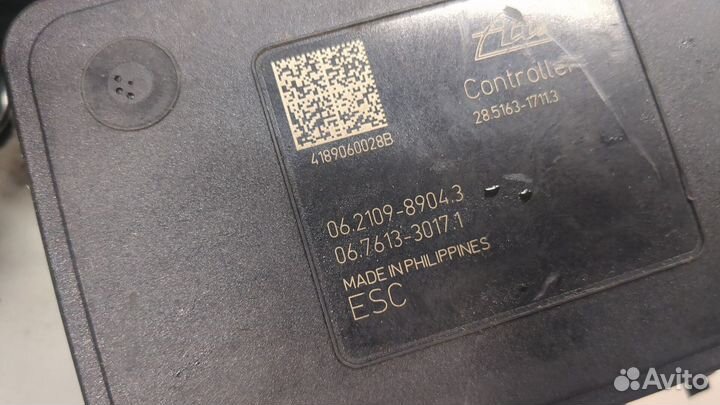 Ate
Controller
28.5163-1711.3
4189060028B
06.2109-8904.3
06.7613-3017.1
MADE IN PHILIPPINES
ESC
Avito